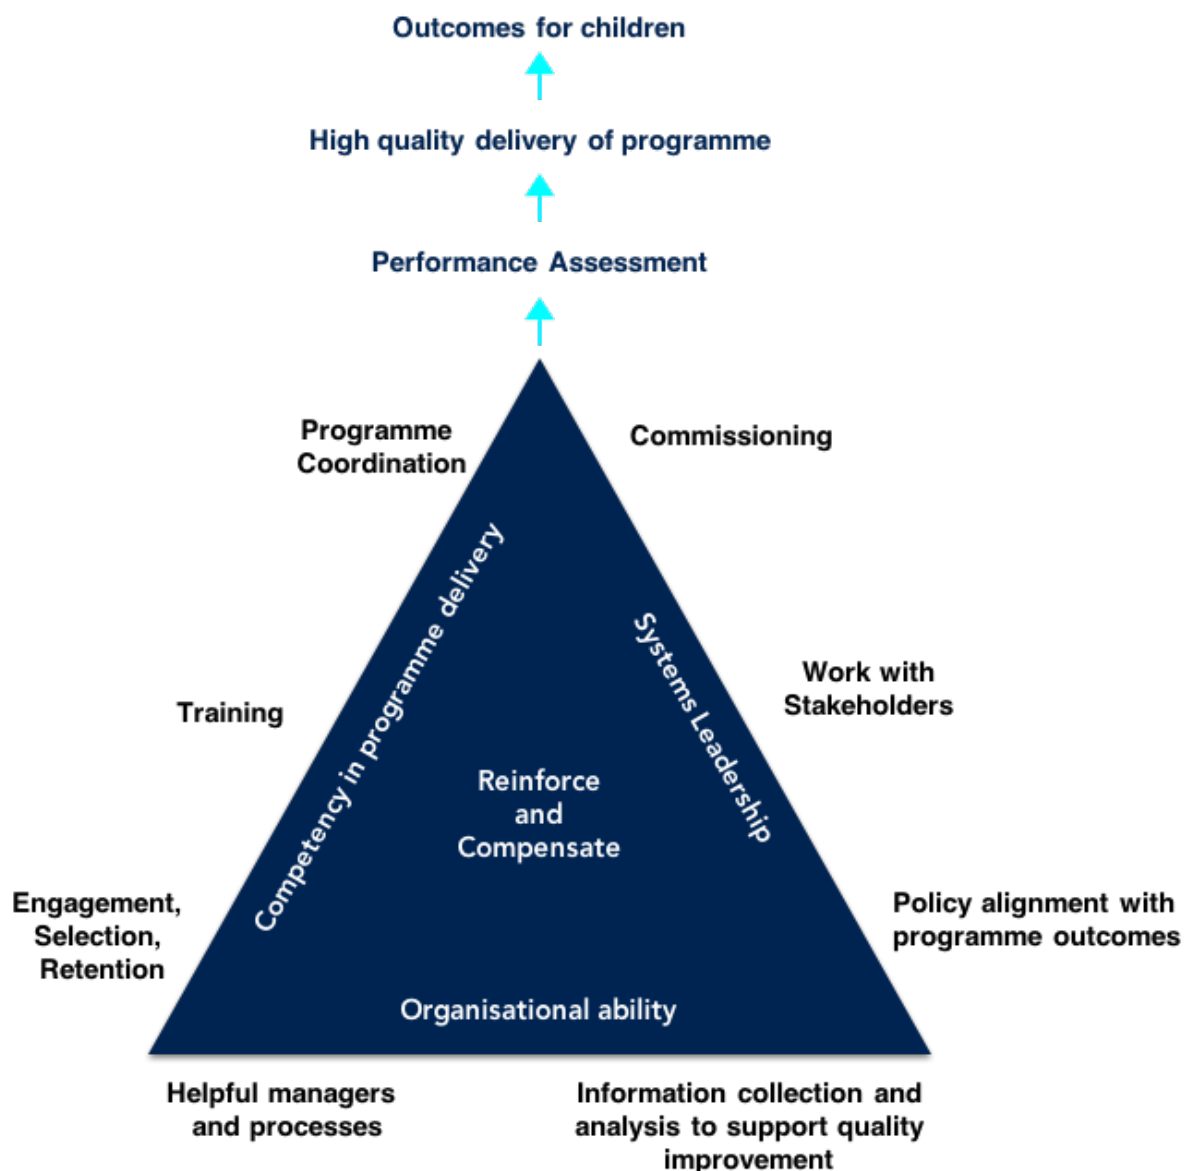 Outcomes for children
High quality delivery of programme
Performance Assessment
Programme
Coordination
Commissioning
Competency in programme delivery
Systems Leadership
Training
Work with
Stakeholders
Reinforce
and
Compensate
Engagement,
Selection,
Retention
Policy alignment with
programme outcomes
Organisational ability
Helpful managers
and processes
Information collection and
analysis to support quality
improvement